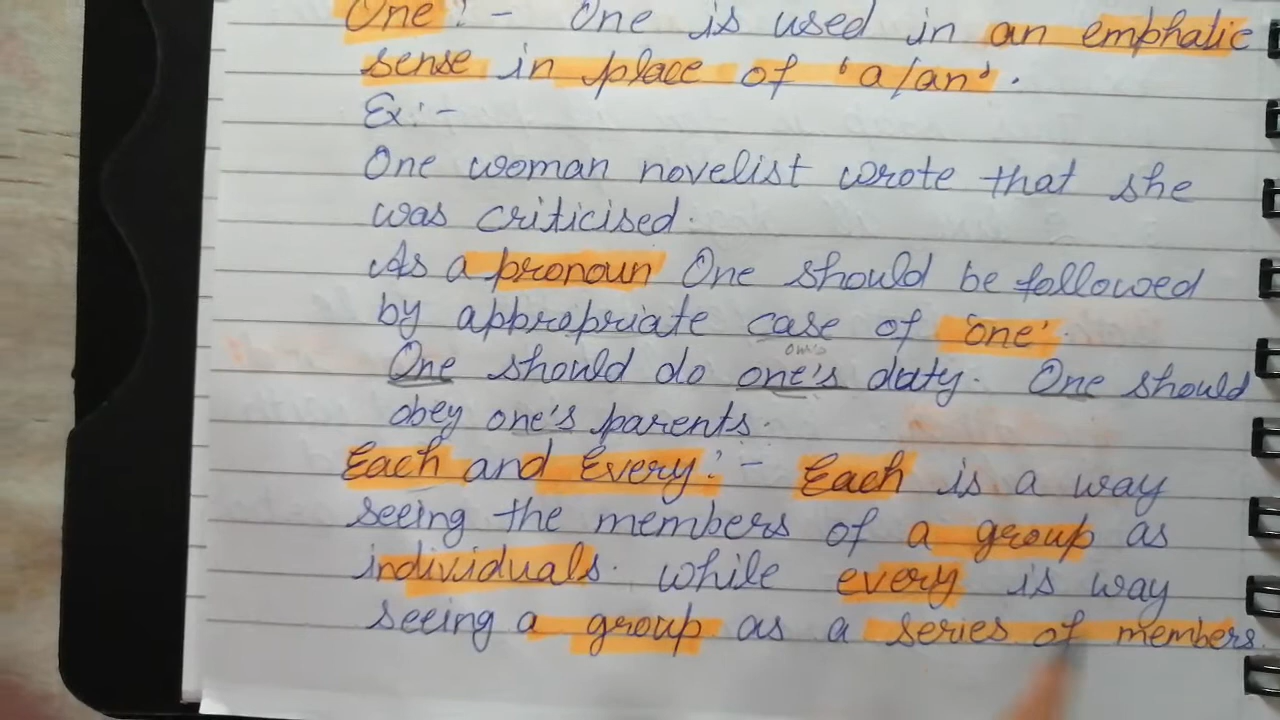 One :- One is used in an emphatic
sense in place of 'a/an'.
Ex:-
One woman novelist wrote that she
was criticised.
As a pronoun One should be followed
by appropriate case of 'one'.
One should do one's duty. One should
obey one's parents.
Each and Every :- Each is a way
seeing the members of a group as
individuals. while every is way
seeing a group as a series of members.